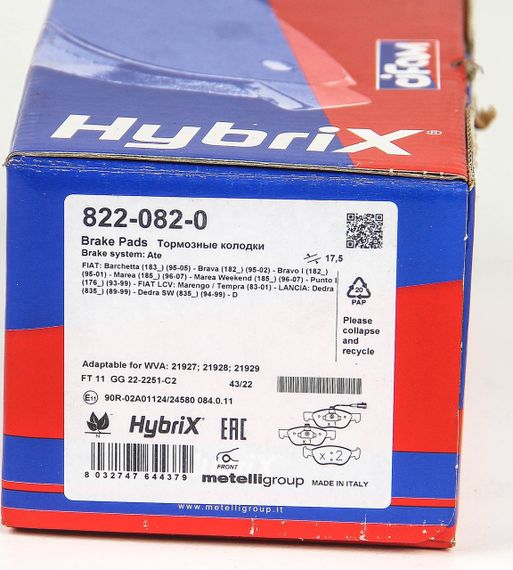 CIFAM
HybriX®
822-082-0
Brake Pads Тормозные колодки
Brake system: Ate
17,5
FIAT: Barchetta (183_) (95-05) - Brava (182_) (95-02) - Bravo I (182_)
(95-01) - Marea (185_) (96-07) - Marea Weekend (185_) (96-07) - Punto I
(176_) (93-99) - FIAT LCV: Marengo / Tempra (83-01) - LANCIA: Dedra
(835_) (89-99) - Dedra SW (835_) (94-99) - D
20
PAP
Please
collapse
and
recycle
Adaptable for WVA: 21927; 21928; 21929
FT 11 GG 22-2251-C2 43/22
E11 90R-02A01124/24580 084.0.11
N
HybriX® EAC
x :2
FRONT
8 032747 644379
metelligroup MADE IN ITALY
HybriX
www.metelligroup.it